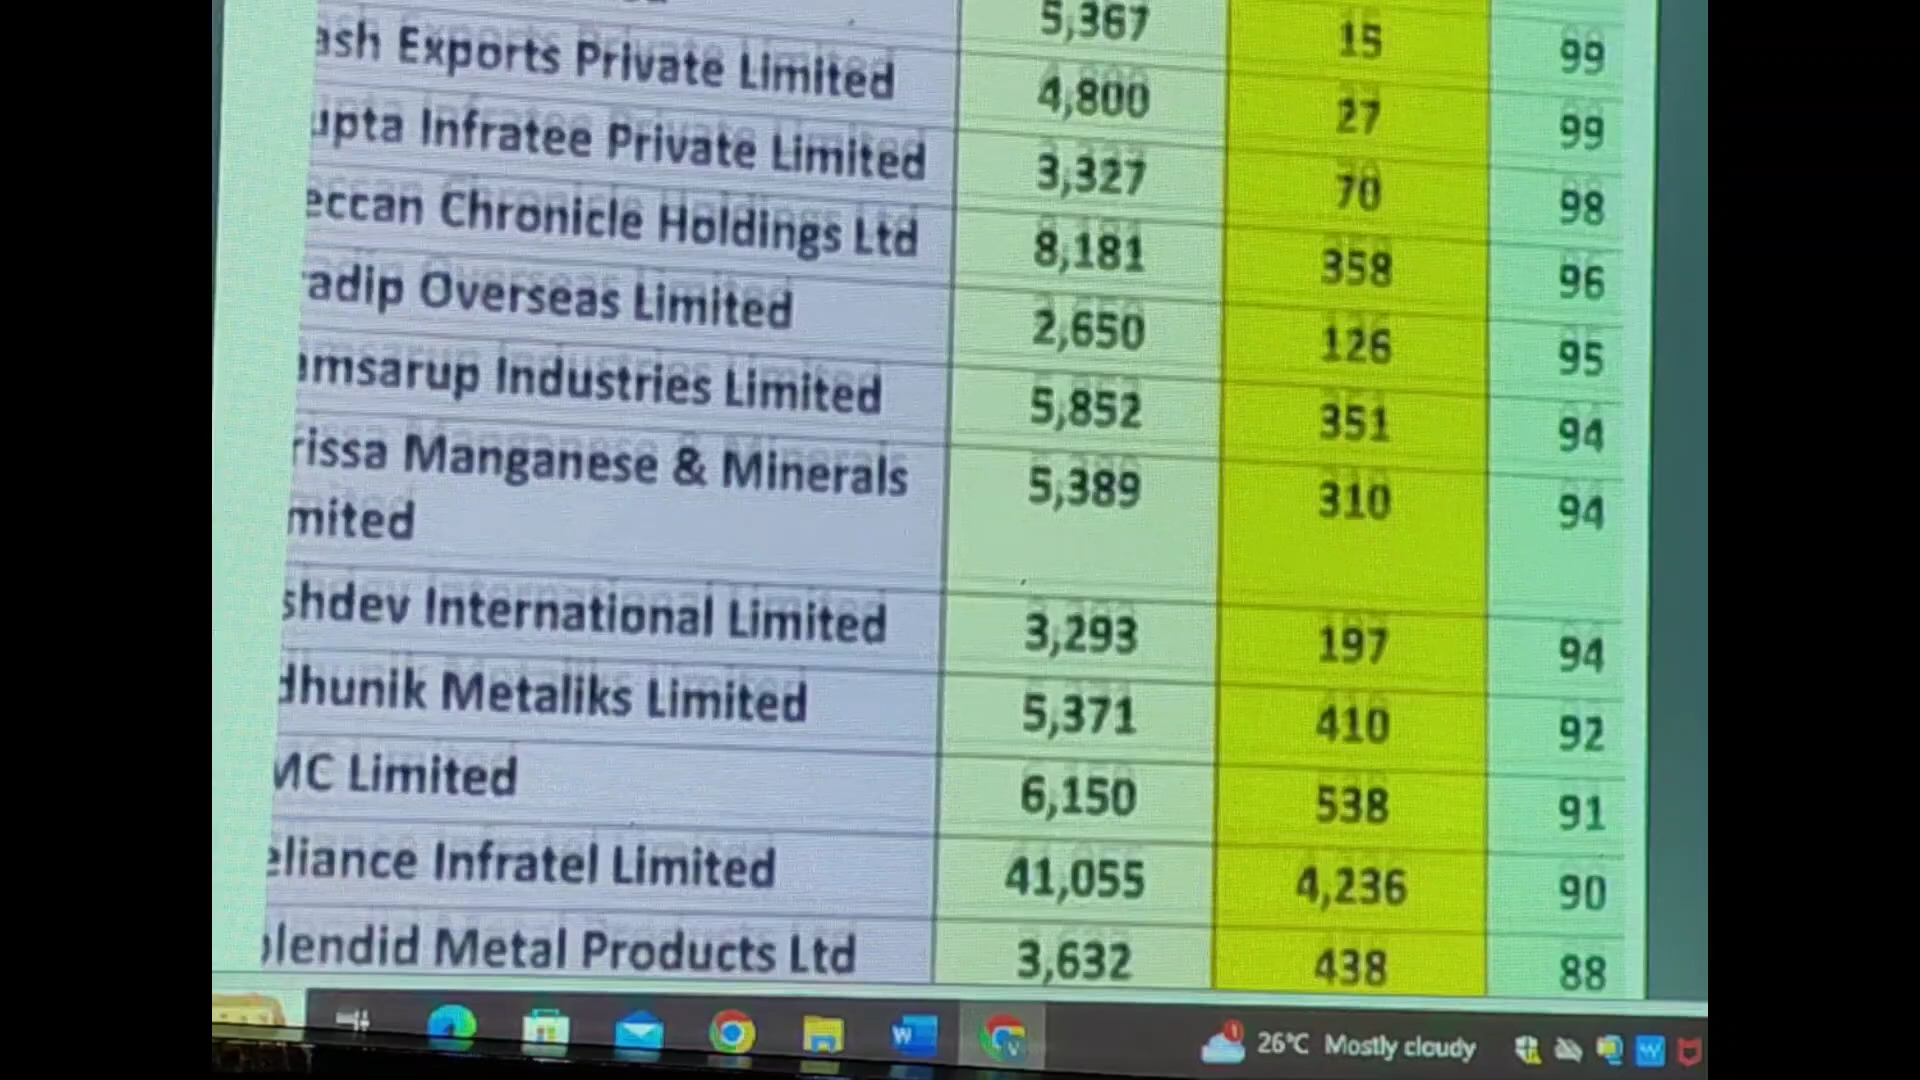 5,367 15 99
ash Exports Private Limited 4,800 27 99
upta Infratee Private Limited 3,327 70 98
eccan Chronicle Holdings Ltd 8,181 358 96
radip Overseas Limited 2,650 126 95
amsarup Industries Limited 5,852 351 94
rissa Manganese & Minerals 5,389 310 94
mited
shdev International Limited 3,293 197 94
dhunik Metaliks Limited 5,371 410 92
MC Limited 6,150 538 91
eliance Infratel Limited 41,055 4,236 90
plendid Metal Products Ltd 3,632 438 88
26°C Mostly cloudy